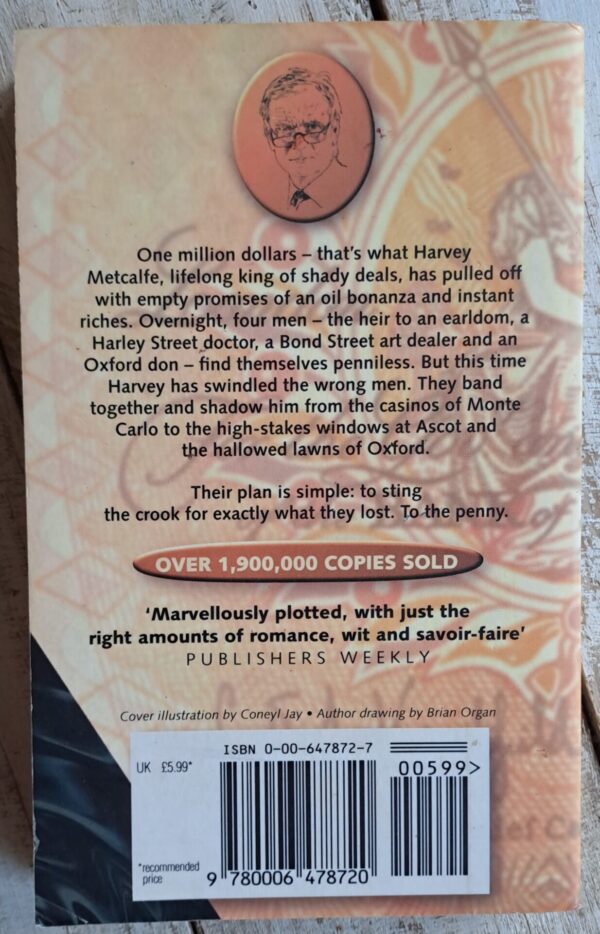 One million dollars – that's what Harvey
Metcalfe, lifelong king of shady deals, has pulled off
with empty promises of an oil bonanza and instant
riches. Overnight, four men – the heir to an earldom, a
Harley Street doctor, a Bond Street art dealer and an
Oxford don – find themselves penniless. But this time
Harvey has swindled the wrong men. They band
together and shadow him from the casinos of Monte
Carlo to the high-stakes windows at Ascot and
the hallowed lawns of Oxford.
Their plan is simple: to sting
the crook for exactly what they lost. To the penny.
OVER 1,900,000 COPIES SOLD
'Marvellously plotted, with just the
right amounts of romance, wit and savoir-faire'
PUBLISHERS WEEKLY
Cover illustration by Coneyl Jay • Author drawing by Brian Organ
ISBN 0-00-647872-7
UK £5.99*
00599>
*recommended
price
9 780006 478720